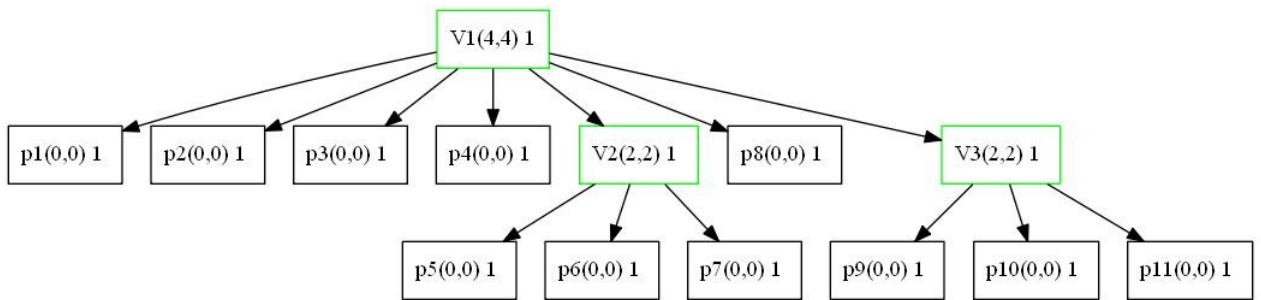 V1(4,4) 1
p1(0,0) 1
p2(0,0) 1
p3(0,0) 1
p4(0,0) 1
V2(2,2) 1
p8(0,0) 1
V3(2,2) 1
p5(0,0) 1
p6(0,0) 1
p7(0,0) 1
p9(0,0) 1
p10(0,0) 1
p11(0,0) 1